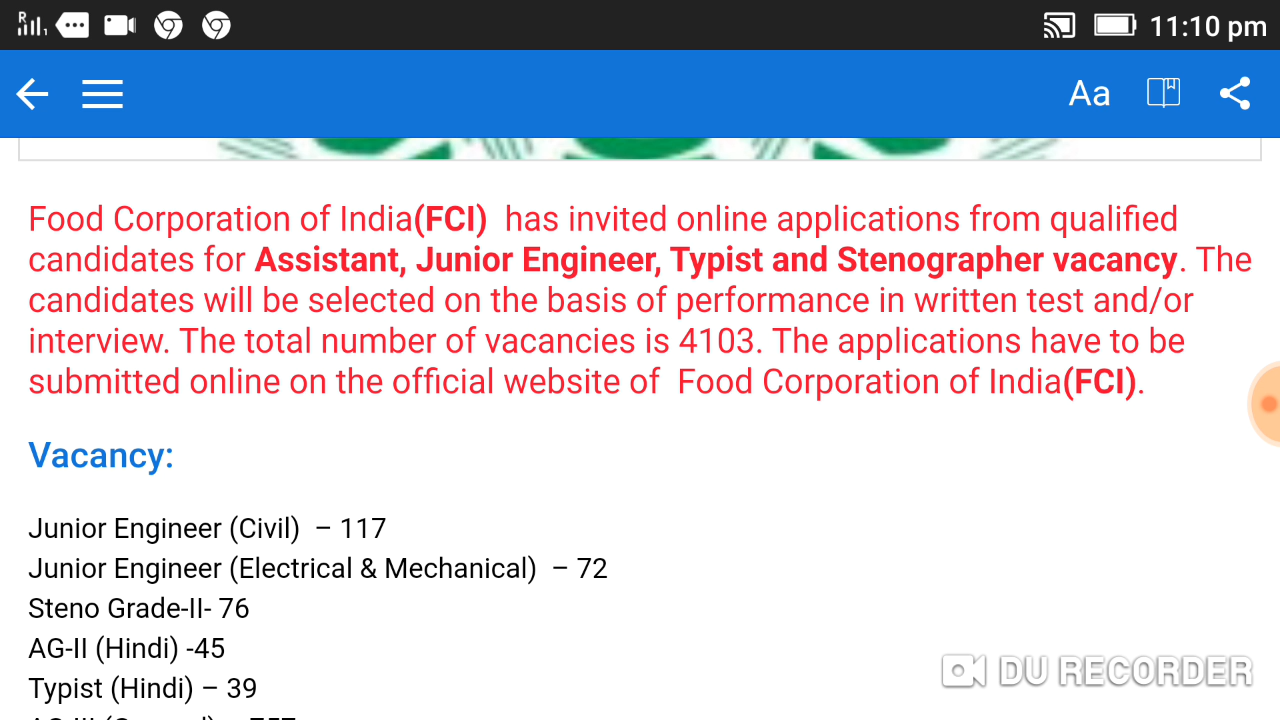 R 1 11:10 pm
Aa
Food Corporation of India(FCI) has invited online applications from qualified
candidates for Assistant, Junior Engineer, Typist and Stenographer vacancy. The
candidates will be selected on the basis of performance in written test and/or
interview. The total number of vacancies is 4103. The applications have to be
submitted online on the official website of Food Corporation of India(FCI).
Vacancy:
Junior Engineer (Civil) – 117
Junior Engineer (Electrical & Mechanical) – 72
Steno Grade-II- 76
AG-II (Hindi) -45
Typist (Hindi) – 39
DU RECORDER